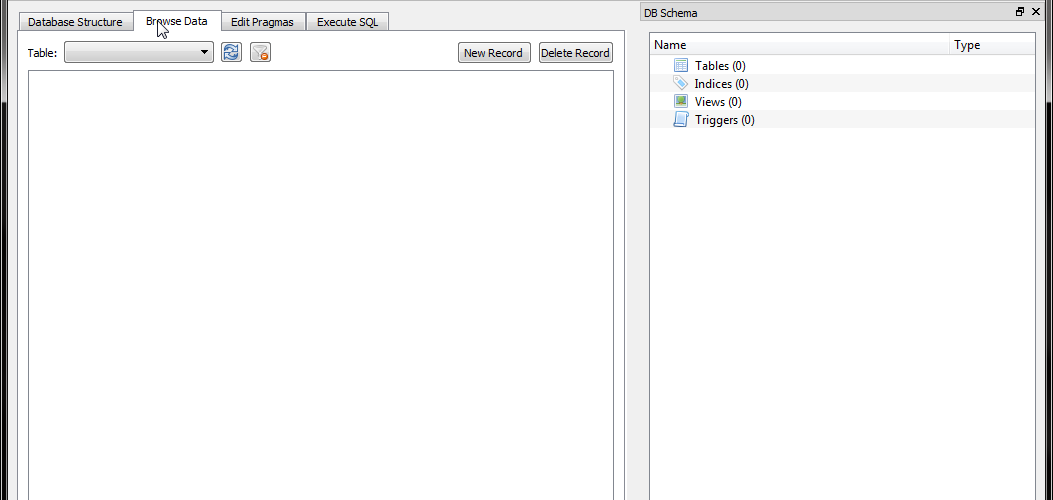 Database Structure Browse Data Edit Pragmas Execute SQL
Table: New Record Delete Record
DB Schema
Name Type
Tables (0)
Indices (0)
Views (0)
Triggers (0)